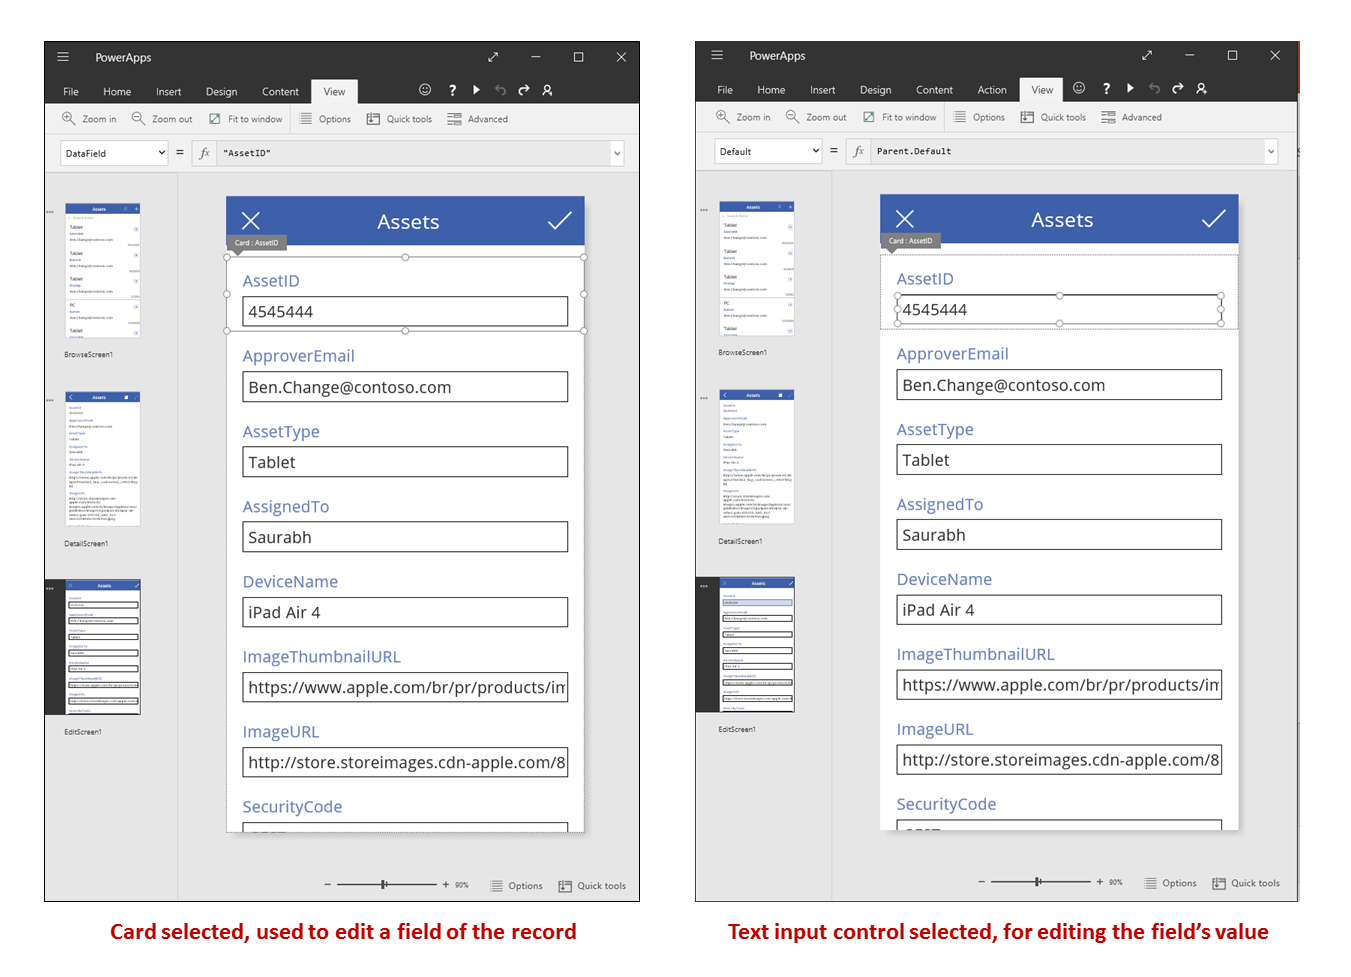 PowerApps
File Home Insert Design Content View
Zoom in Zoom out Fit to window Options Quick tools Advanced
DataField = fx "AssetID"
Assets
Card : AssetID
AssetID
4545444
ApproverEmail
Ben.Change@contoso.com
AssetType
Tablet
AssignedTo
Saurabh
DeviceName
iPad Air 4
ImageThumbnailURL
https://www.apple.com/br/pr/products/im
ImageURL
http://store.storeimages.cdn-apple.com/8
SecurityCode
BrowseScreen1
DetailScreen1
EditScreen1
90% Options Quick tools
Card selected, used to edit a field of the record
PowerApps
File Home Insert Design Content Action View
Zoom in Zoom out Fit to window Options Quick tools Advanced
Default = fx Parent.Default
Assets
Card : AssetID
AssetID
4545444
ApproverEmail
Ben.Change@contoso.com
AssetType
Tablet
AssignedTo
Saurabh
DeviceName
iPad Air 4
ImageThumbnailURL
https://www.apple.com/br/pr/products/im
ImageURL
http://store.storeimages.cdn-apple.com/8
SecurityCode
BrowseScreen1
DetailScreen1
EditScreen1
90% Options Quick tools
Text input control selected, for editing the field's value